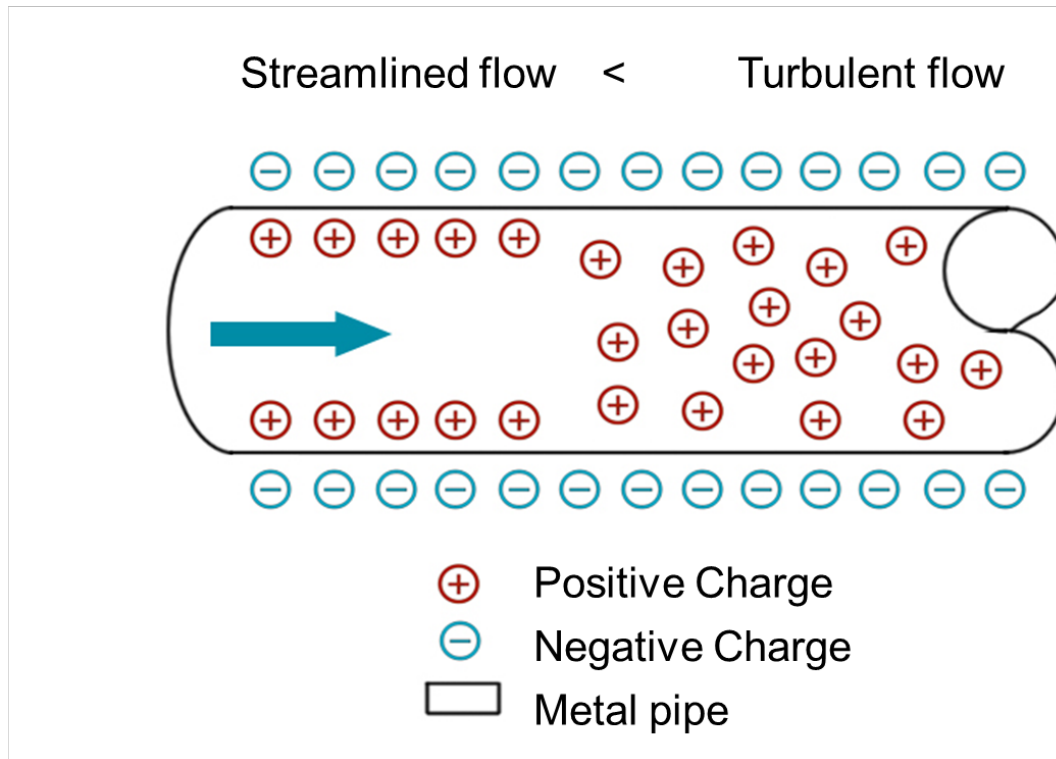 Streamlined flow < Turbulent flow
Positive Charge
Negative Charge
Metal pipe